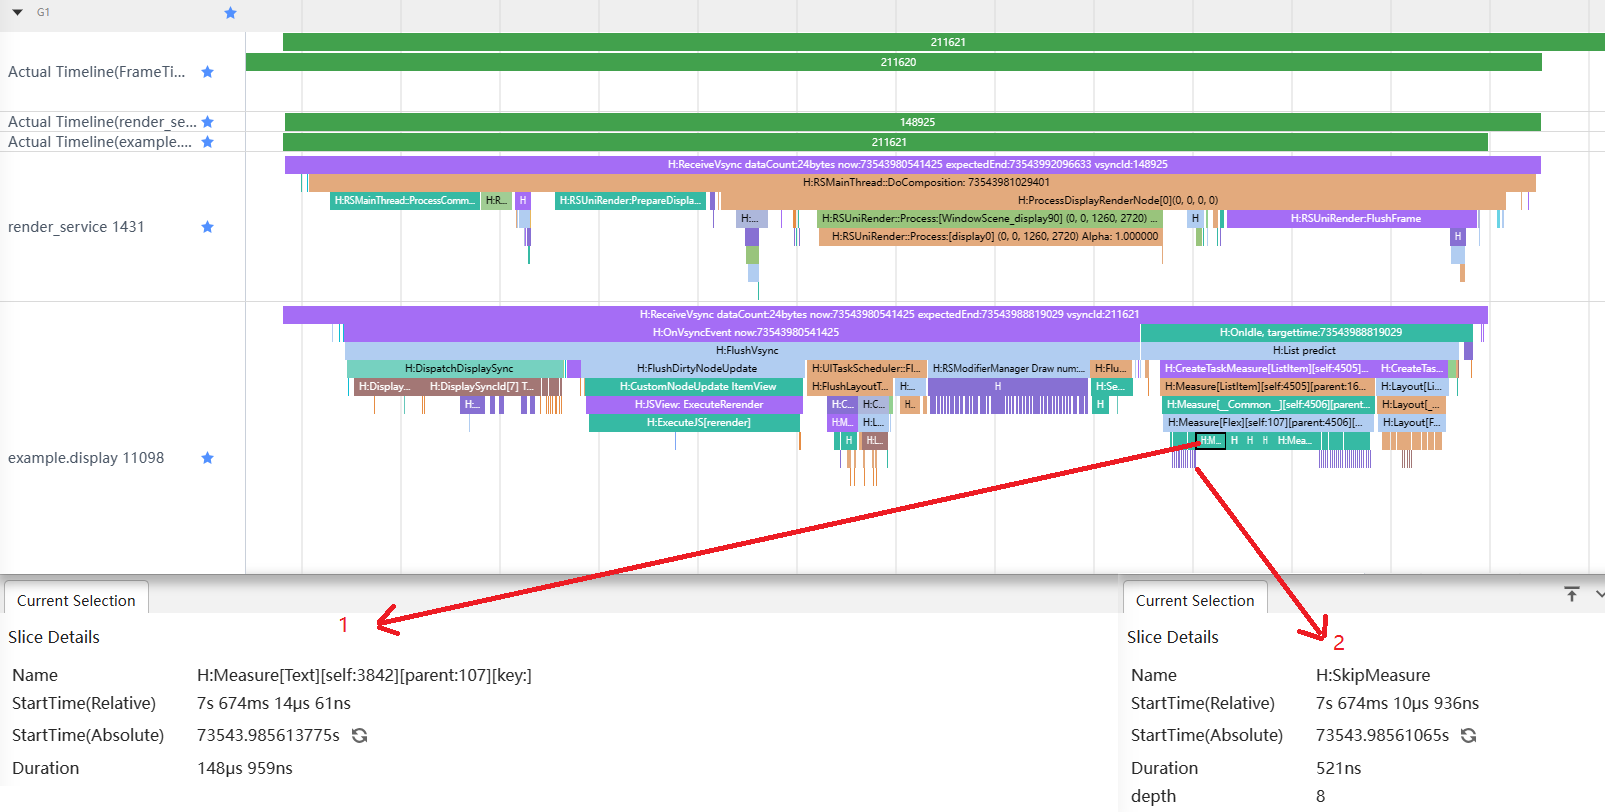 G1
211621
Actual Timeline(FrameTi...
211620
Actual Timeline(render_se...
148925
Actual Timeline(example....
211621
H:ReceiveVsync dataCount:24bytes now:73543980541425 expectedEnd:73543992096633 vsyncId:148925
H:RSMainThread::DoComposition: 73543981029401
H:RSMainThread::ProcessComm... H:R... H H:RSUniRender:PrepareDispla... H:ProcessDisplayRenderNode[0](0, 0, 0, 0)
H:... H:RSUniRender::Process:[WindowScene_display90] (0, 0, 1260, 2720) ... H H:RSUniRender::FlushFrame
render_service 1431
H:RSUniRender::Process:[display0] (0, 0, 1260, 2720) Alpha: 1.000000 H
H:ReceiveVsync dataCount:24bytes now:73543980541425 expectedEnd:73543988819029 vsyncId:211621
H:OnVsyncEvent now:73543980541425 H:OnIdle, targettime:73543988819029
H:FlushVsync H:List predict
H:DispatchDisplaySync H:FlushDirtyNodeUpdate H:UITaskScheduler::Fl... H:RSModifierManager Draw num:... H:Flu... H:CreateTaskMeasure[ListItem][self:4505]... H:CreateTas...
H:Display... H:DisplaySyncId[7] T... H:CustomNodeUpdate ItemView H:FlushLayoutT... H:... H H:Se... H:Measure[ListItem][self:4505][parent:16... H:Layout[Li...
H:... H:JSView: ExecuteRerender H:C... H:C... H:.. H H:Measure[__Common__][self:4506][parent... H:Layout[_...
H:ExecuteJS[rerender] H:M... H:L... H:Measure[Flex][self:107][parent:4506][... H:Layout[F...
H H:L... H:M... H H H H:Mea...
example.display 11098
Current Selection
Slice Details
1
Name H:Measure[Text][self:3842][parent:107][key:]
StartTime(Relative) 7s 674ms 14μs 61ns
StartTime(Absolute) 73543.985613775s
Duration 148μs 959ns
Current Selection
Slice Details
2
Name H:SkipMeasure
StartTime(Relative) 7s 674ms 10μs 936ns
StartTime(Absolute) 73543.98561065s
Duration 521ns
depth 8